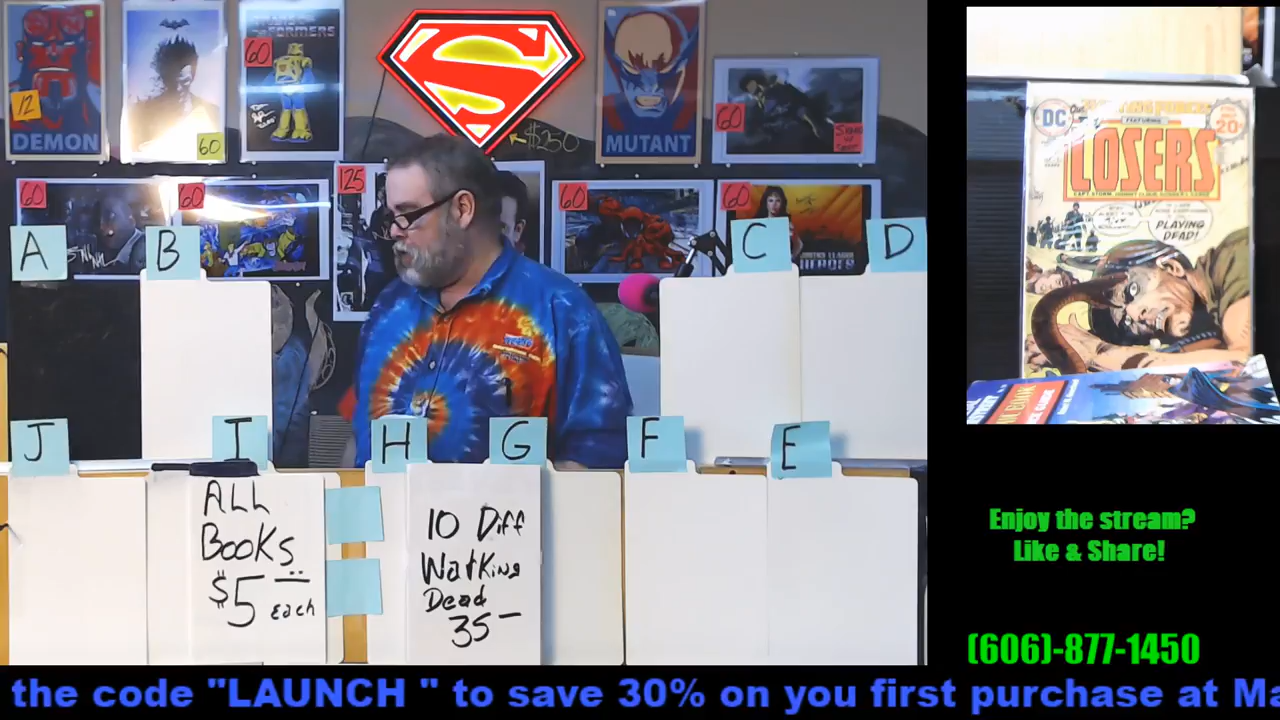 12
DEMON
60
60
$250
MUTANT
60
60
60
125
60
60
HEROES
A
B
C
D
J
I
H
G
F
E
ALL
BOOKS
$5 each
10 Diff
Walking
Dead
35
DC
FEATURING
LOSERS
20¢
PLAYING
DEAD!
Enjoy the stream?
Like & Share!
(606)-877-1450
the code "LAUNCH " to save 30% on you first purchase at Ma